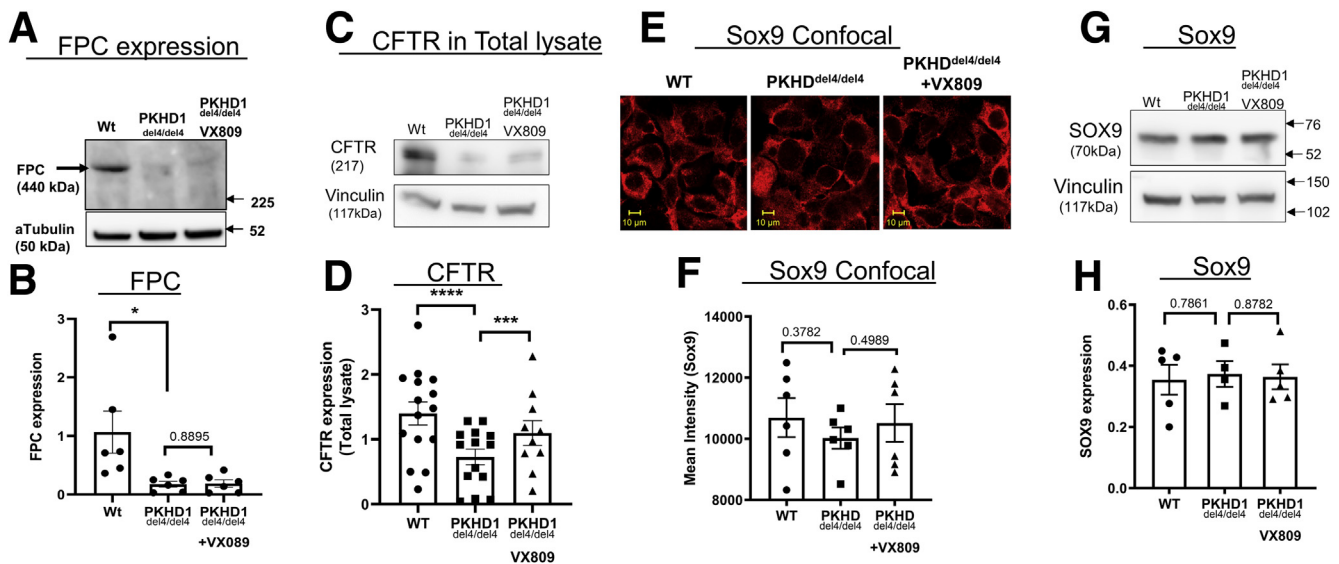 A
FPC expression
Wt
PKHD1
del4/del4
PKHD1
del4/del4
VX809
FPC
(440 kDa)
225
aTubulin
(50 kDa)
52
B
FPC
*
0.8895
FPC expression
3
2
1
0
Wt
PKHD1
del4/del4
PKHD1
del4/del4
+VX089
C
CFTR in Total lysate
Wt
PKHD1
del4/del4
PKHD1
del4/del4
VX809
CFTR
(217)
Vinculin
(117kDa)
D
CFTR
****
***
CFTR expression
(Total lysate)
3
2
1
0
WT
PKHD1
del4/del4
PKHD1
del4/del4
VX809
E
Sox9 Confocal
WT
PKHDdel4/del4
PKHDdel4/del4
+VX809
10 µm
10 µm
10 µm
F
Sox9 Confocal
0.3782
0.4989
Mean Intensity (Sox9)
14000
12000
10000
8000
WT
PKHD
del4/del4
PKHD
del4/del4
+VX809
G
Sox9
Wt
PKHD1
del4/del4
PKHD1
del4/del4
VX809
SOX9
(70kDa)
76
52
Vinculin
(117kDa)
150
102
H
Sox9
0.7861
0.8782
SOX9 expression
0.6
0.4
0.2
0.0
WT
PKHD1
del4/del4
PKHD1
del4/del4
VX809